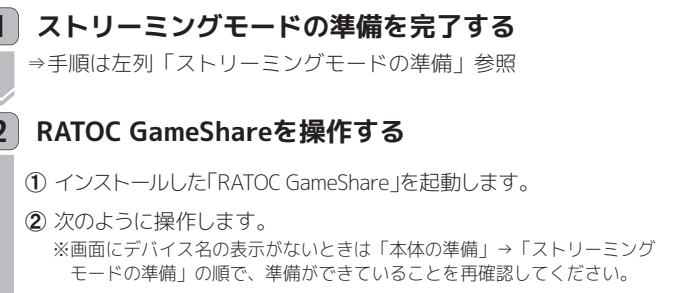 1 ストリーミングモードの準備を完了する
⇒手順は左列「ストリーミングモードの準備」参照
2 RATOC GameShareを操作する
① インストールした「RATOC GameShare」を起動します。
② 次のように操作します。
※画面にデバイス名の表示がないときは「本体の準備」→「ストリーミング
モードの準備」の順で、準備ができていることを再確認してください。